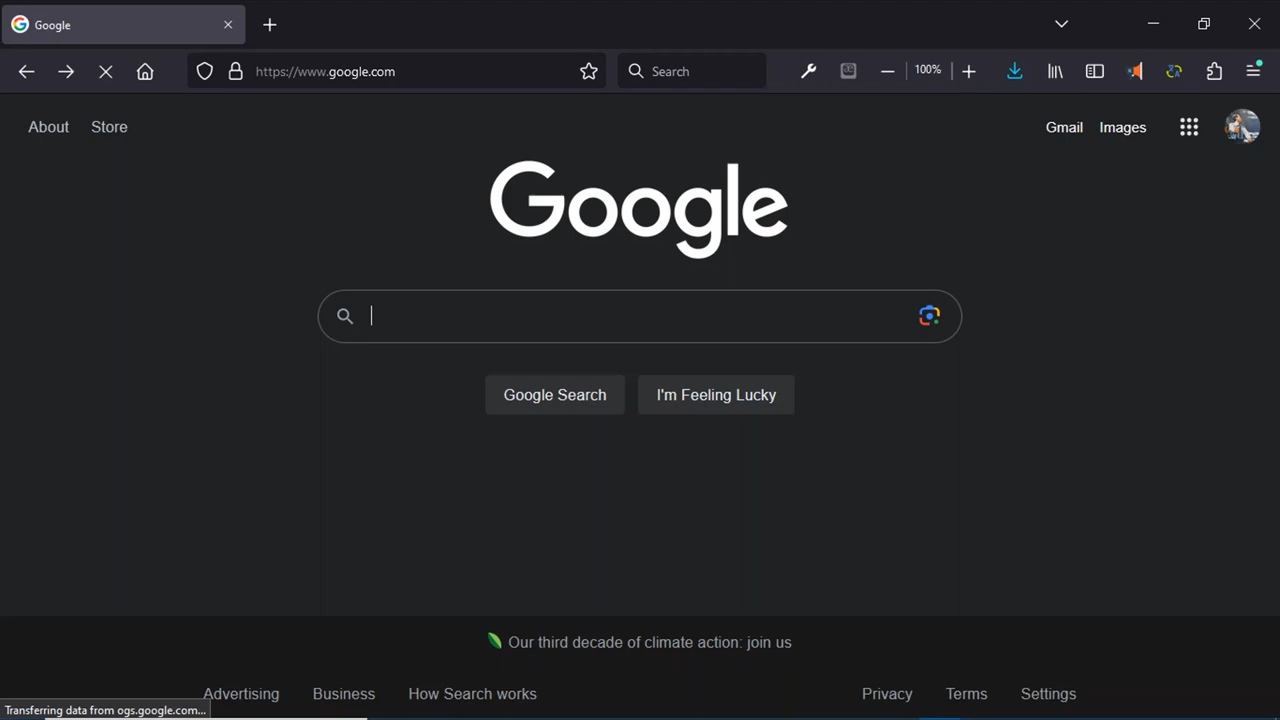 Google
https://www.google.com
Search
100%
About
Store
Gmail
Images
Google
Google Search
I'm Feeling Lucky
Our third decade of climate action: join us
Advertising
Business
How Search works
Privacy
Terms
Settings
Transferring data from ogs.google.com...